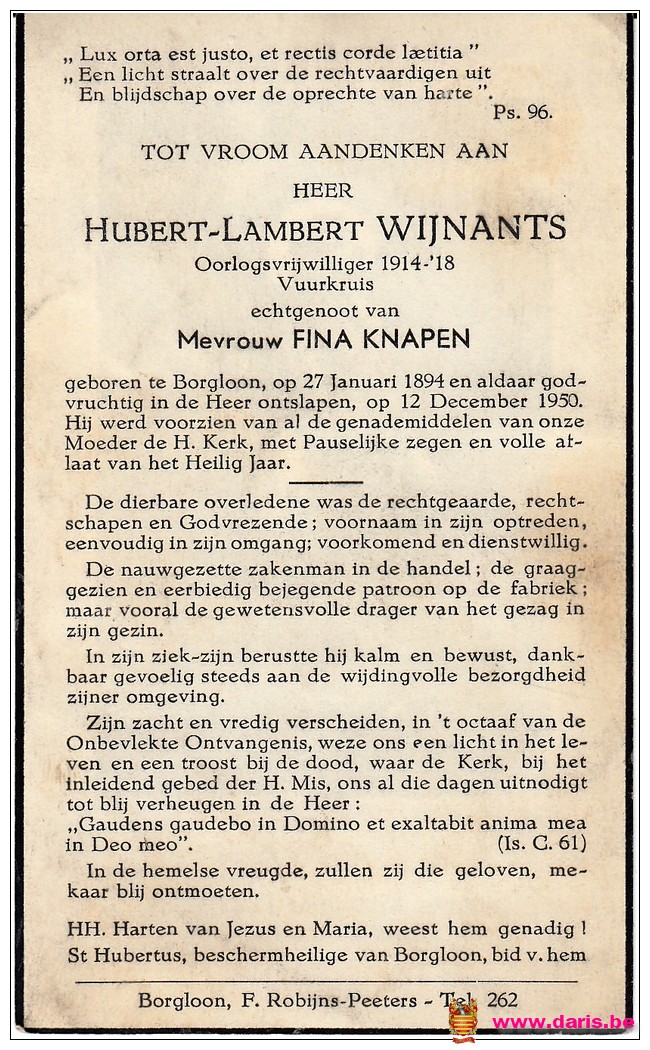 „ Lux orta est justo, et rectis corde lætitia ”
„ Een licht straalt over de rechtvaardigen uit
En blijdschap over de oprechte van harte ”.
Ps. 96.
TOT VROOM AANDENKEN AAN
HEER
HUBERT-LAMBERT WIJNANTS
Oorlogsvrijwilliger 1914-'18
Vuurkruis
echtgenoot van
Mevrouw FINA KNAPEN
geboren te Borgloon, op 27 Januari 1894 en aldaar god-
vruchtig in de Heer ontslapen, op 12 December 1950.
Hij werd voorzien van al de genademiddelen van onze
Moeder de H. Kerk, met Pauselijke zegen en volle af-
laat van het Heilig Jaar.
De dierbare overledene was de rechtgeaarde, recht-
schapen en Godvrezende ; voornaam in zijn optreden,
eenvoudig in zijn omgang; voorkomend en dienstwillig.
De nauwgezette zakenman in de handel ; de graag-
gezien en eerbiedig bejegende patroon op de fabriek ;
maar vooral de gewetensvolle drager van het gezag in
zijn gezin.
In zijn ziek-zijn berustte hij kalm en bewust, dank-
baar gevoelig steeds aan de wijdingvolle bezorgdheid
zijner omgeving.
Zijn zacht en vredig verscheiden, in 't octaaf van de
Onbevlekte Ontvangenis, weze ons een licht in het le-
ven en een troost bij de dood, waar de Kerk, bij het
inleidend gebed der H. Mis, ons al die dagen uitnodigt
tot blij verheugen in de Heer :
„Gaudens gaudebo in Domino et exaltabit anima mea
in Deo meo”. (Is. C. 61)
In de hemelse vreugde, zullen zij die geloven, me-
kaar blij ontmoeten.
HH. Harten van Jezus en Maria, weest hem genadig !
St Hubertus, beschermheilige van Borgloon, bid v. hem
Borgloon, F. Robijns-Peeters - Tel. 262
www.daris.be